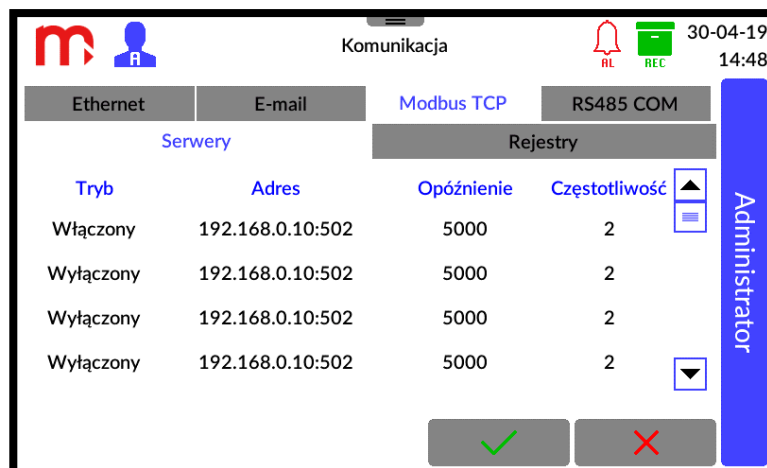 m A Komunikacja AL REC 30-04-19
14:48
Ethernet E-mail Modbus TCP RS485 COM
Serwery Rejestry
Tryb Adres Opóźnienie Częstotliwość
Włączony 192.168.0.10:502 5000 2
Wyłączony 192.168.0.10:502 5000 2
Wyłączony 192.168.0.10:502 5000 2
Wyłączony 192.168.0.10:502 5000 2
Administrator